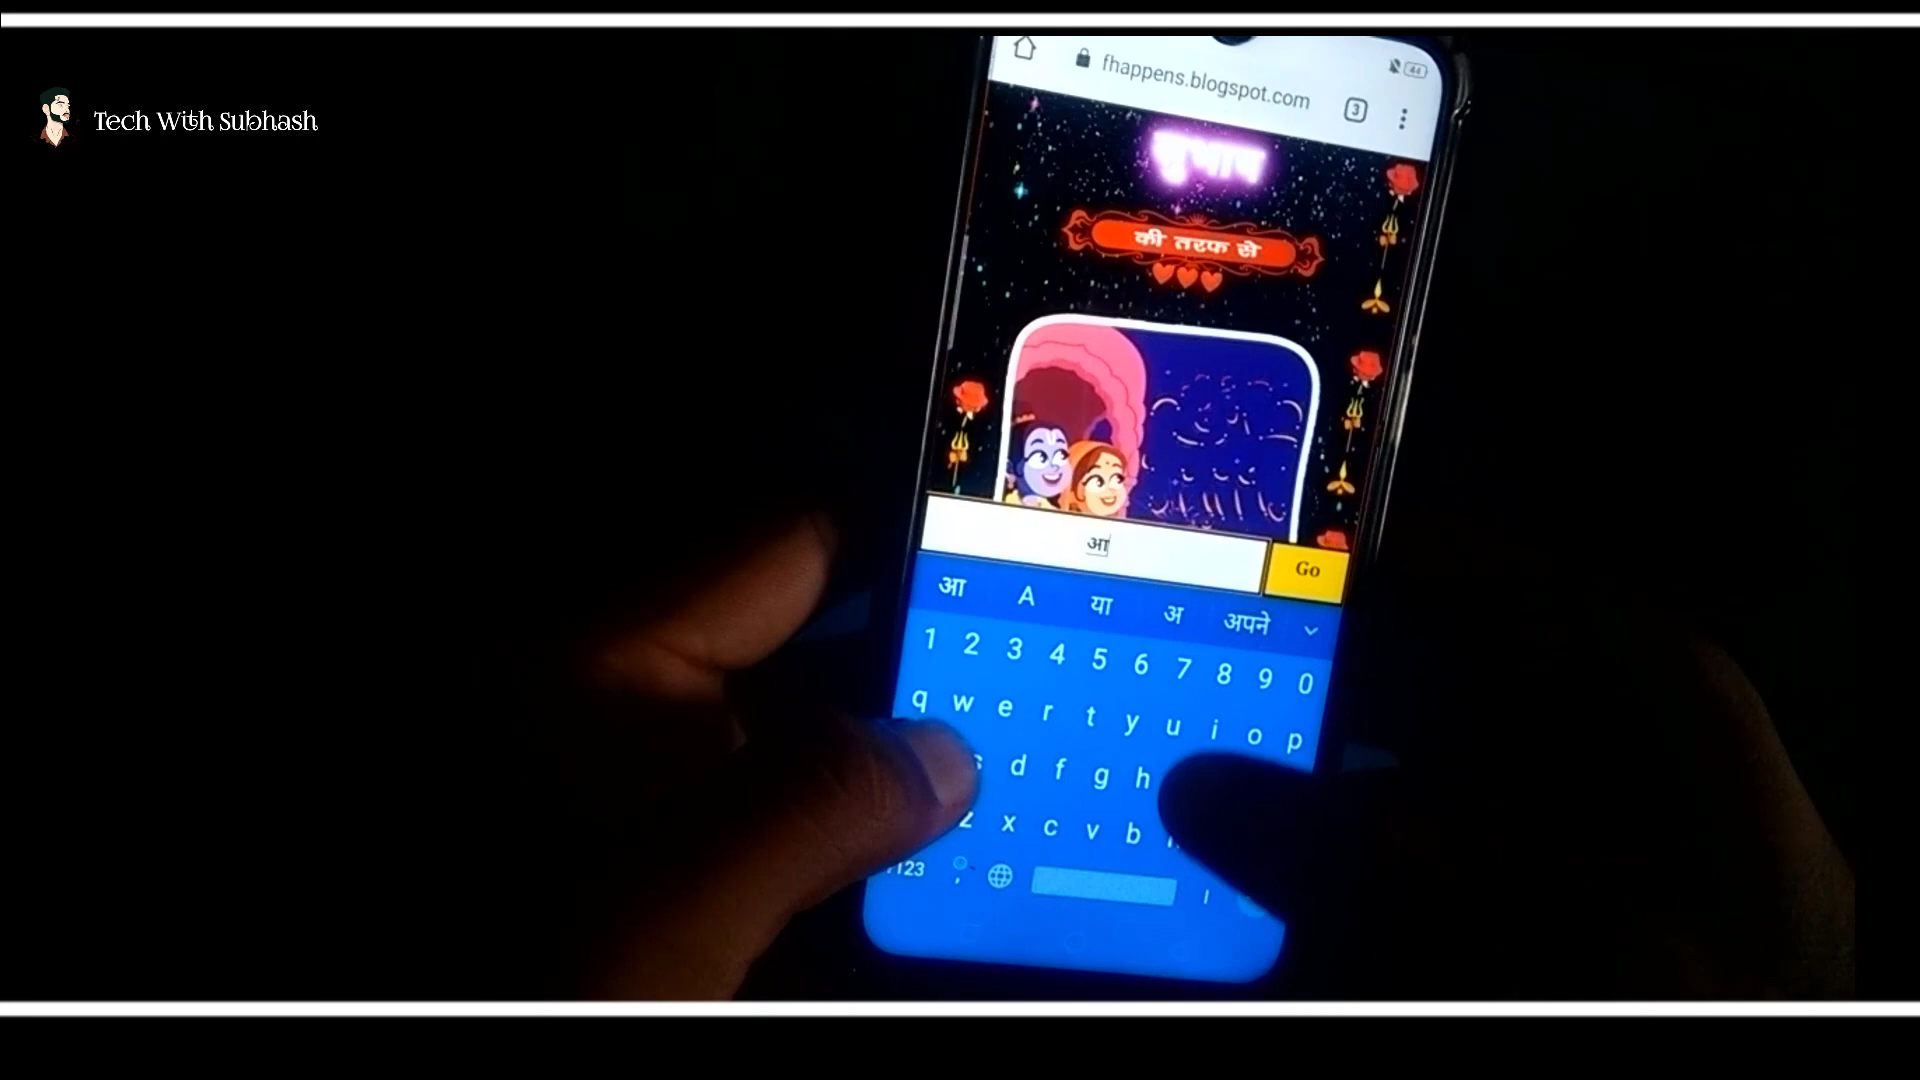 Tech With Subhash
44
fhappens.blogspot.com
3
सुभाष
की तरफ से
आ
Go
आ A या अ अपने
1 2 3 4 5 6 7 8 9 0
q w e r t y u i o p
s d f g h
z x c v b
123 , ।